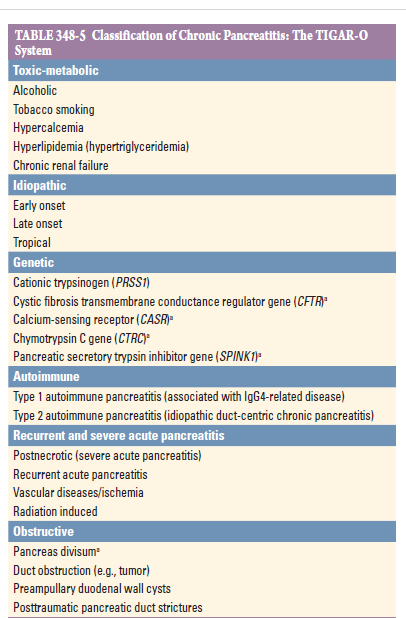 TABLE 348-5 Classification of Chronic Pancreatitis: The TIGAR-O
System
Toxic-metabolic
Alcoholic
Tobacco smoking
Hypercalcemia
Hyperlipidemia (hypertriglyceridemia)
Chronic renal failure
Idiopathic
Early onset
Late onset
Tropical
Genetic
Cationic trypsinogen (PRSS1)
Cystic fibrosis transmembrane conductance regulator gene (CFTR)ᵃ
Calcium-sensing receptor (CASR)ᵃ
Chymotrypsin C gene (CTRC)ᵃ
Pancreatic secretory trypsin inhibitor gene (SPINK1)ᵃ
Autoimmune
Type 1 autoimmune pancreatitis (associated with IgG4-related disease)
Type 2 autoimmune pancreatitis (idiopathic duct-centric chronic pancreatitis)
Recurrent and severe acute pancreatitis
Postnecrotic (severe acute pancreatitis)
Recurrent acute pancreatitis
Vascular diseases/ischemia
Radiation induced
Obstructive
Pancreas divisumᵃ
Duct obstruction (e.g., tumor)
Preampullary duodenal wall cysts
Posttraumatic pancreatic duct strictures